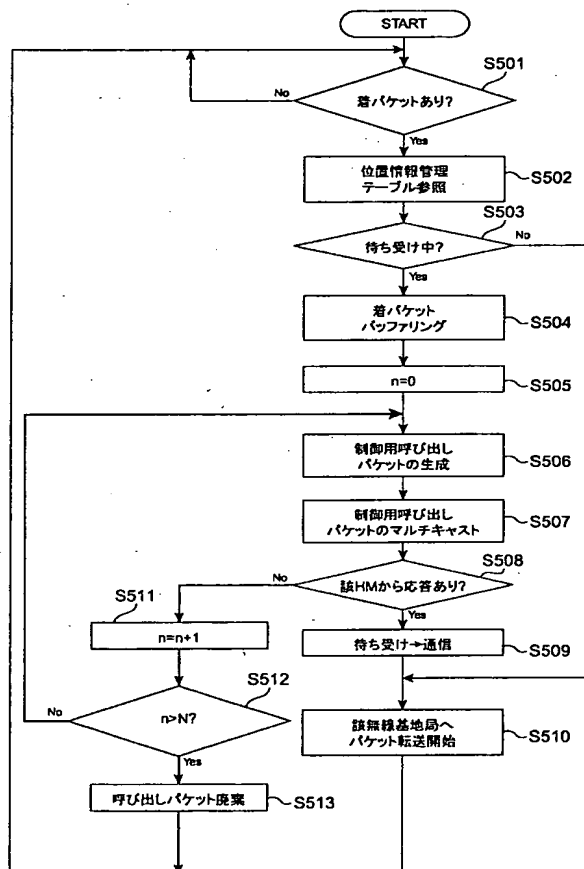 START
S501
着パケットあり?
No
Yes
位置情報管理
テーブル参照
S502
S503
待ち受け中?
No
Yes
着パケット
バッファリング
S504
n=0
S505
制御用呼び出し
パケットの生成
S506
制御用呼び出し
パケットのマルチキャスト
S507
S508
該HMから応答あり?
No
Yes
S511
n=n+1
待ち受け→通信
S509
S512
n>N?
No
Yes
該無線基地局へ
パケット転送開始
S510
呼び出しパケット廃棄
S513